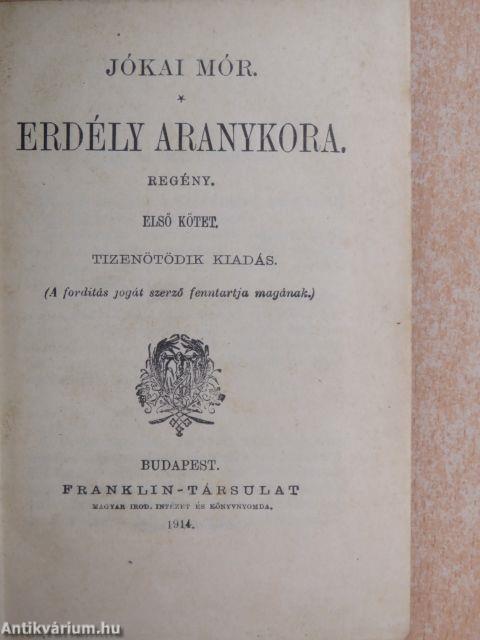 JÓKAI MÓR.
*
ERDÉLY ARANYKORA.
REGÉNY.
ELSŐ KÖTET.
TIZENÖTÖDIK KIADÁS.
(A fordítás jogát szerző fenntartja magának.)
BUDAPEST.
FRANKLIN-TÁRSULAT
MAGYAR IROD. INTÉZET ÉS KÖNYVNYOMDA.
1914.
Antikvárium.hu